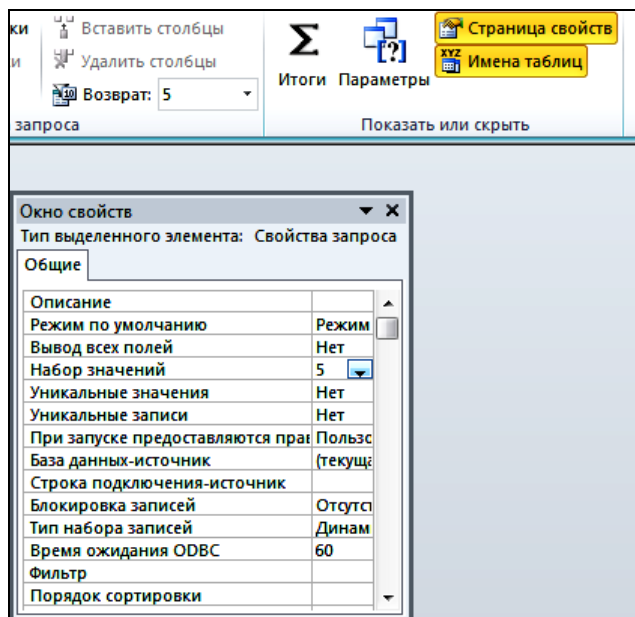 ки Вставить столбцы
и Удалить столбцы
Возврат: 5
запроса
Σ
Итоги
[?]
Параметры
Страница свойств
XYZ Имена таблиц
Показать или скрыть
Окно свойств
Тип выделенного элемента: Свойства запроса
Общие
Описание
Режим по умолчанию Режим
Вывод всех полей Нет
Набор значений 5
Уникальные значения Нет
Уникальные записи Нет
При запуске предоставляются прав Пользо
База данных-источник (текуща
Строка подключения-источник
Блокировка записей Отсутст
Тип набора записей Динам
Время ожидания ODBC 60
Фильтр
Порядок сортировки